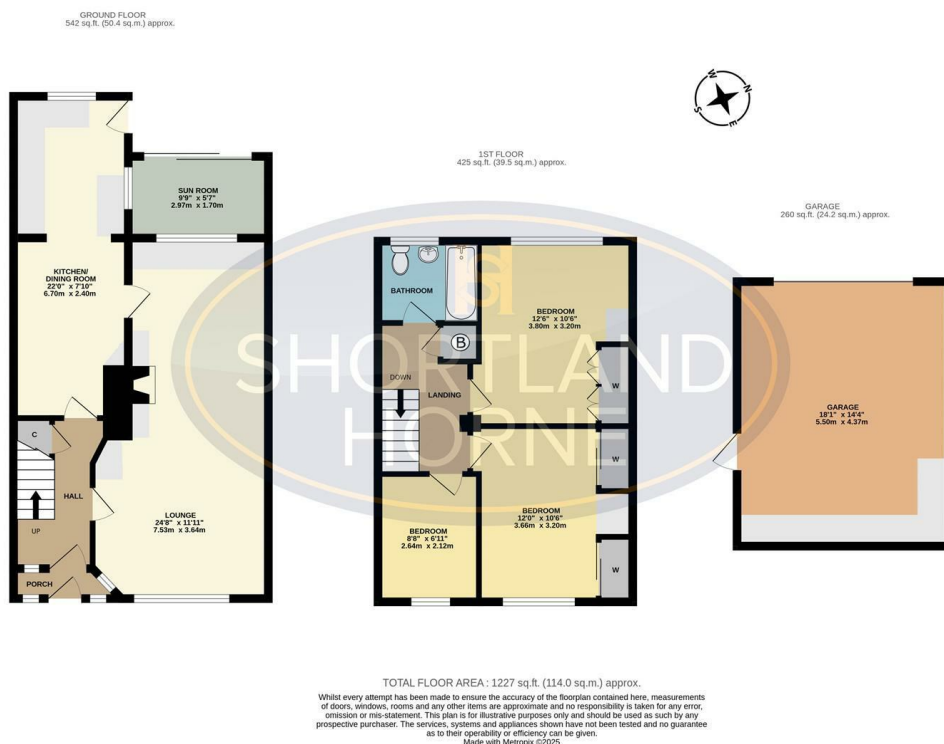 GROUND FLOOR
542 sq.ft. (50.4 sq.m.) approx.
SUN ROOM
9'9" x 5'7"
2.97m x 1.70m
KITCHEN/
DINING ROOM
22'0" x 7'10"
6.70m x 2.40m
C
HALL
UP
PORCH
LOUNGE
24'8" x 11'11"
7.53m x 3.64m
1ST FLOOR
425 sq.ft. (39.5 sq.m.) approx.
BATHROOM
B
DOWN
LANDING
BEDROOM
12'6" x 10'6"
3.80m x 3.20m
W
BEDROOM
12'0" x 10'6"
3.66m x 3.20m
W
W
BEDROOM
8'8" x 6'11"
2.64m x 2.12m
sh
SHORTLAND
HORNE
W
N
S
E
GARAGE
260 sq.ft. (24.2 sq.m.) approx.
GARAGE
18'1" x 14'4"
5.50m x 4.37m
TOTAL FLOOR AREA : 1227 sq.ft. (114.0 sq.m.) approx.
Whilst every attempt has been made to ensure the accuracy of the floorplan contained here, measurements
of doors, windows, rooms and any other items are approximate and no responsibility is taken for any error,
omission or mis-statement. This plan is for illustrative purposes only and should be used as such by any
prospective purchaser. The services, systems and appliances shown have not been tested and no guarantee
as to their operability or efficiency can be given.
Made with Metropix ©2025